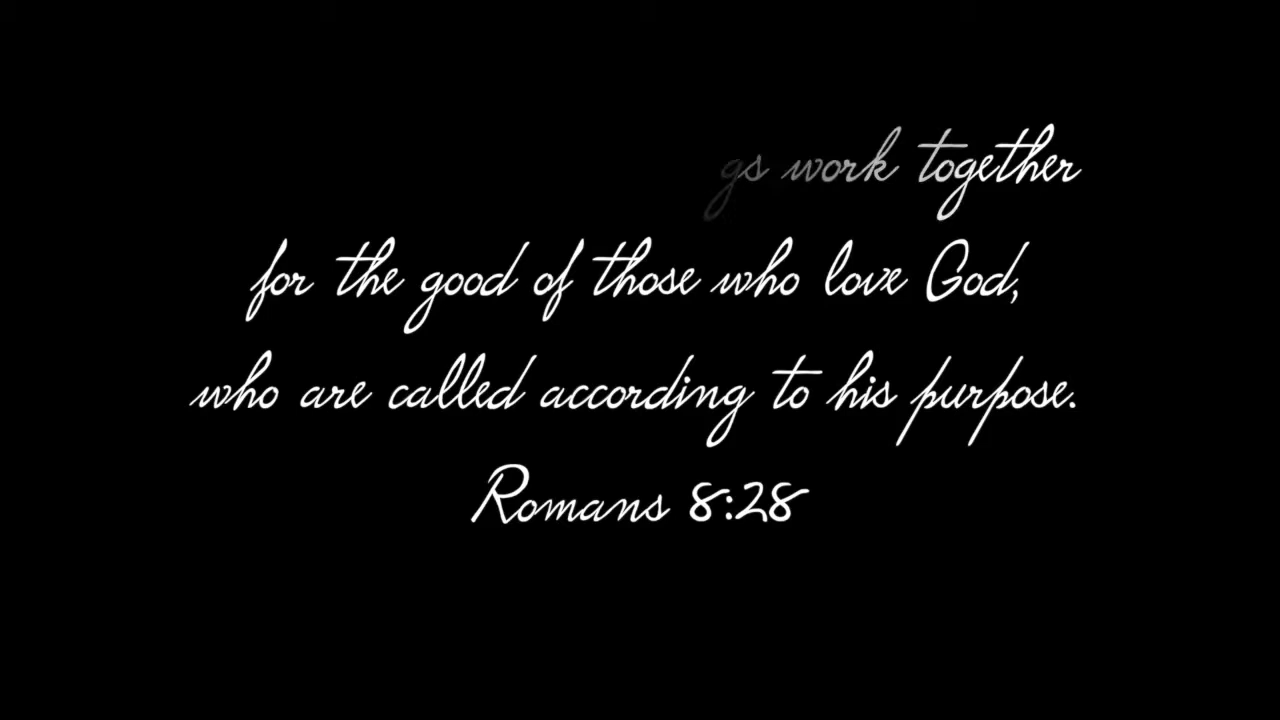 gs work together
for the good of those who love God,
who are called according to his purpose.
Romans 8:28